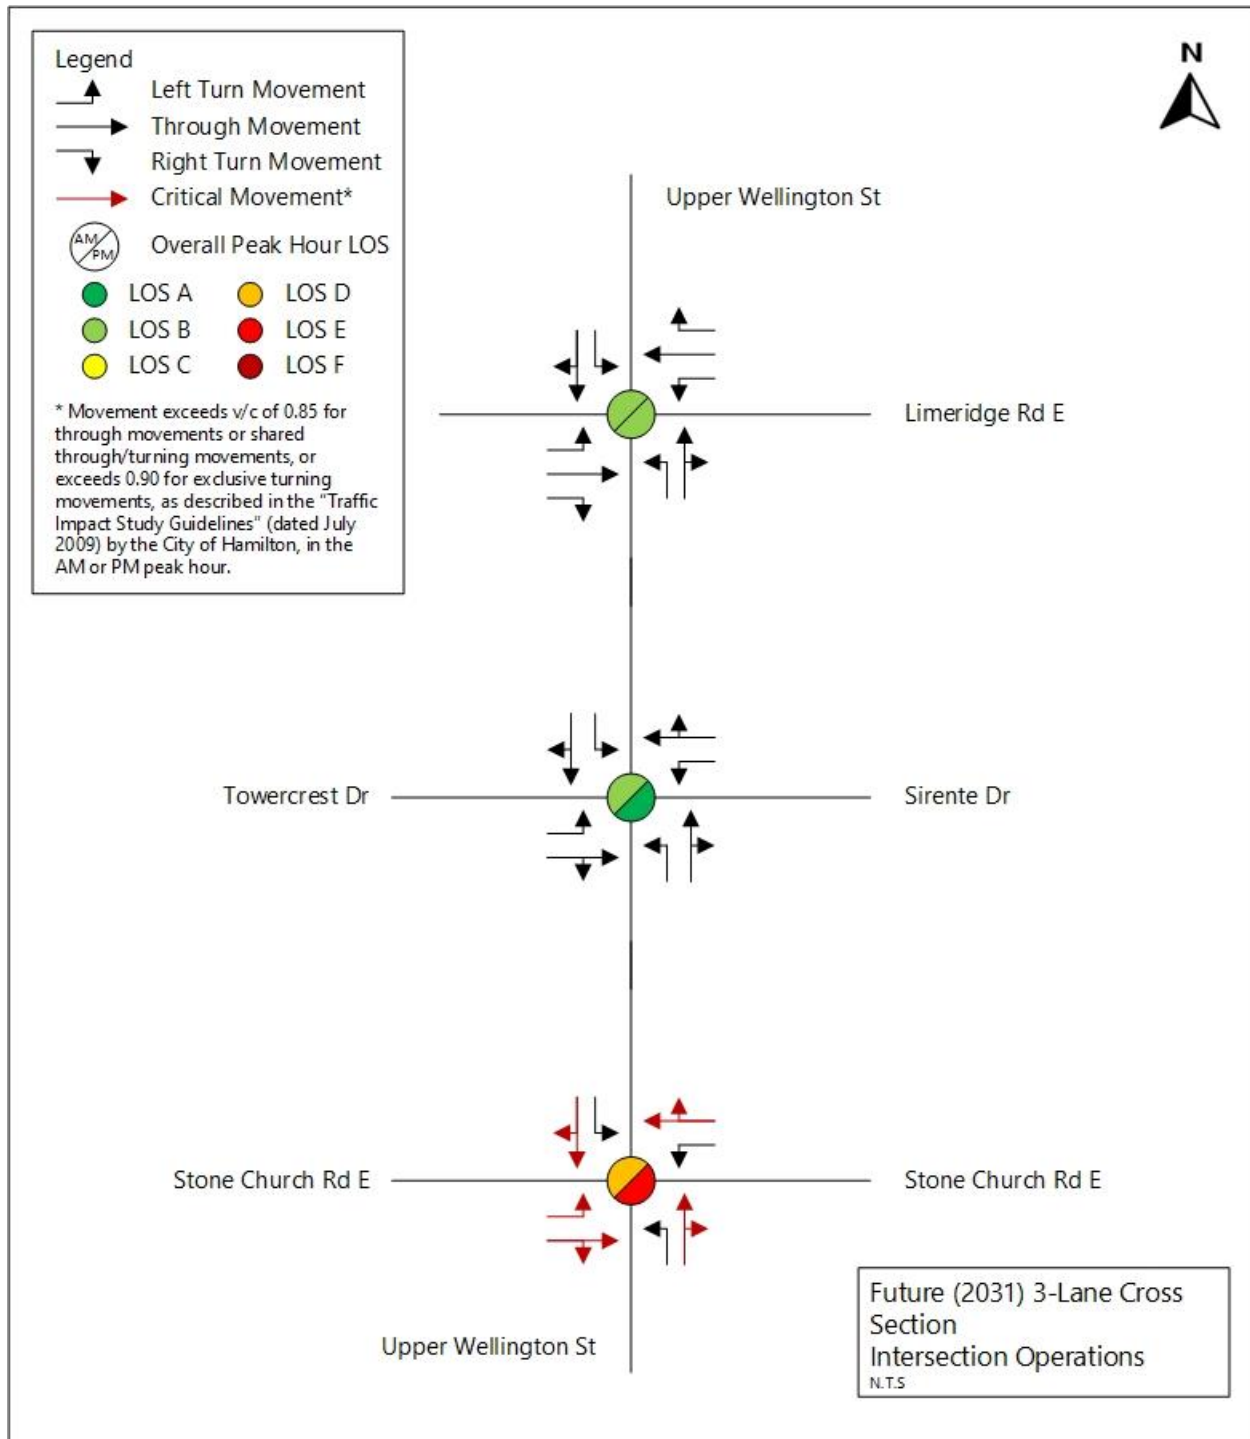 Legend
Left Turn Movement
Through Movement
Right Turn Movement
Critical Movement*
AM/PM
Overall Peak Hour LOS
LOS A
LOS D
LOS B
LOS E
LOS C
LOS F
* Movement exceeds v/c of 0.85 for
through movements or shared
through/turning movements, or
exceeds 0.90 for exclusive turning
movements, as described in the "Traffic
Impact Study Guidelines" (dated July
2009) by the City of Hamilton, in the
AM or PM peak hour.
N
Upper Wellington St
Limeridge Rd E
Towercrest Dr
Sirente Dr
Stone Church Rd E
Stone Church Rd E
Upper Wellington St
Future (2031) 3-Lane Cross
Section
Intersection Operations
N.T.S